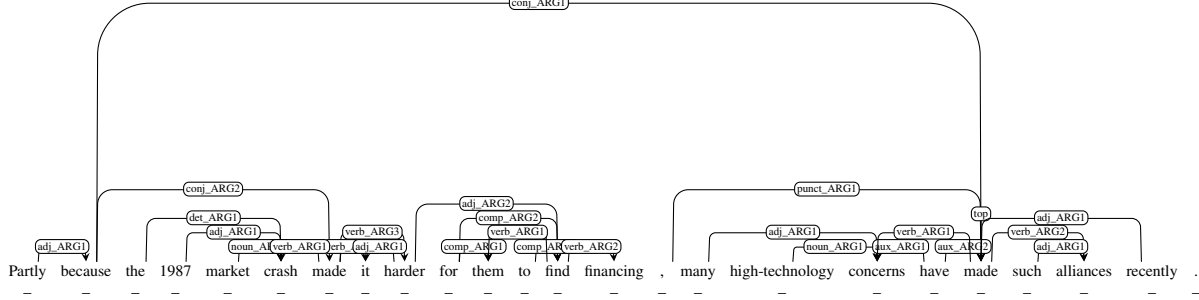 conj_ARG1
conj_ARG2 punct_ARG1
adj_ARG2
top
det_ARG1 comp_ARG2 adj_ARG1
adj_ARG1 verb_ARG3 verb_ARG1 adj_ARG1 verb_ARG1 verb_ARG2
adj_ARG1 verb_ARG1 adj_ARG1 comp_ARG1 verb_ARG2 noun_ARG1 aux_ARG1 adj_ARG1
Partly because the 1987 market crash made it harder for them to find financing , many high-technology concerns have made such alliances recently .
_ _ _ _ _ _ _ _ _ _ _ _ _ _ _ _ _ _ _ _ _ _ _ _